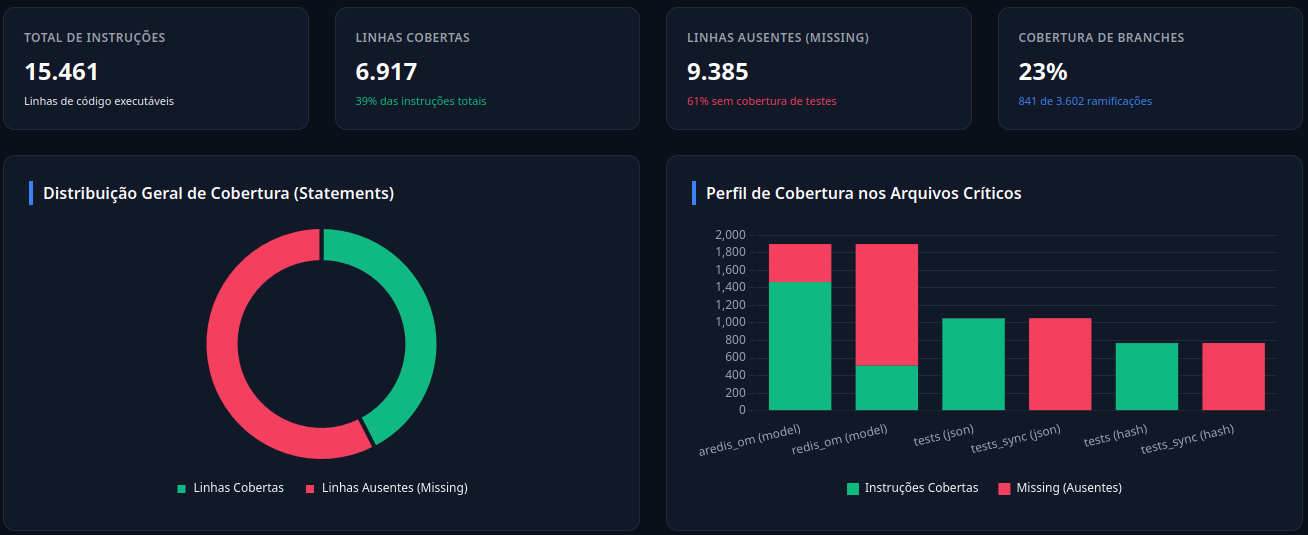 TOTAL DE INSTRUÇÕES
15.461
Linhas de código executáveis
LINHAS COBERTAS
6.917
39% das instruções totais
LINHAS AUSENTES (MISSING)
9.385
61% sem cobertura de testes
COBERTURA DE BRANCHES
23%
841 de 3.602 ramificações
Distribuição Geral de Cobertura (Statements)
Linhas Cobertas
Linhas Ausentes (Missing)
Perfil de Cobertura nos Arquivos Críticos
2,000
1,800
1,600
1,400
1,200
1,000
800
600
400
200
0
aredis_om (model)
redis_om (model)
tests (json)
tests_sync (json)
tests (hash)
tests_sync (hash)
Instruções Cobertas
Missing (Ausentes)